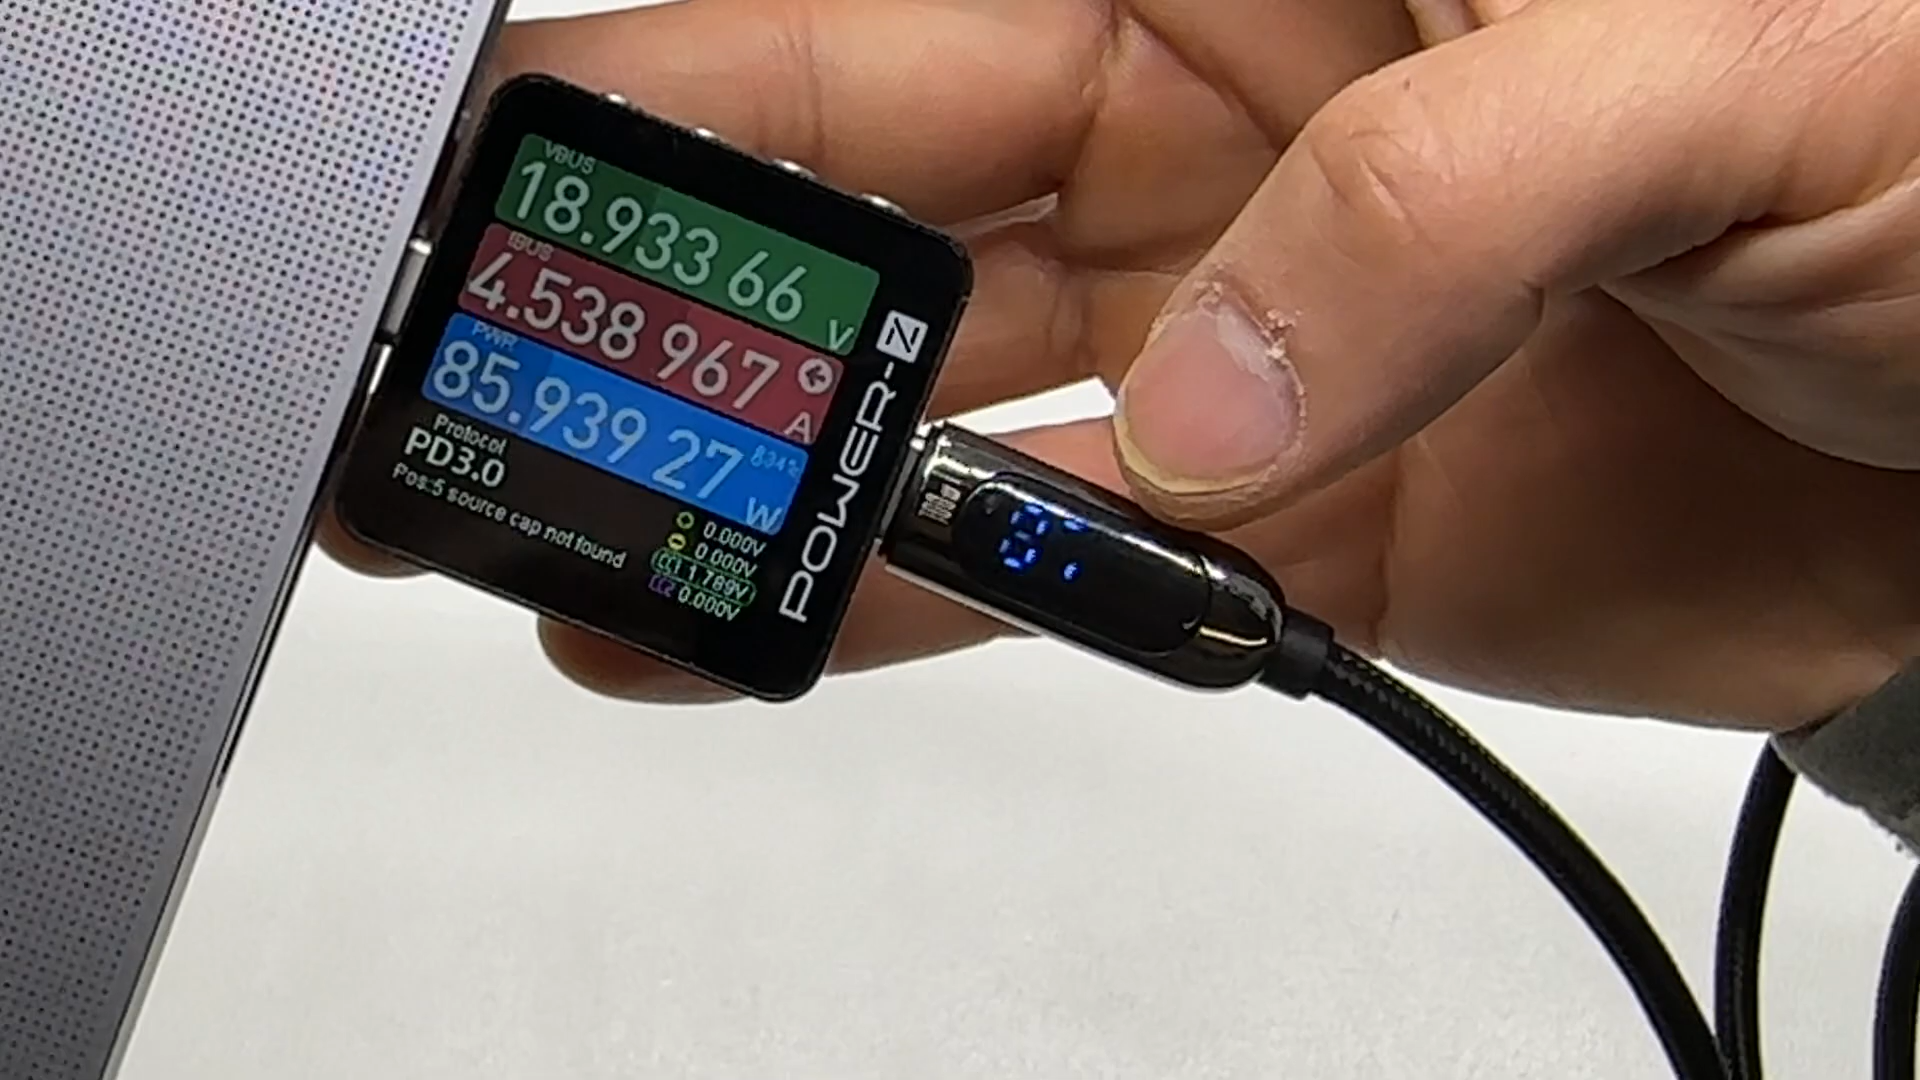 VBUS
18.933 66 V
IBUS
4.538 967 A
PWR
85.939 27 W
Protocol
PD3.0
Pos:5 source cap not found
0.000V
0.000V
CC1 1.789V
CC2 0.000V
POWER-Z
100W